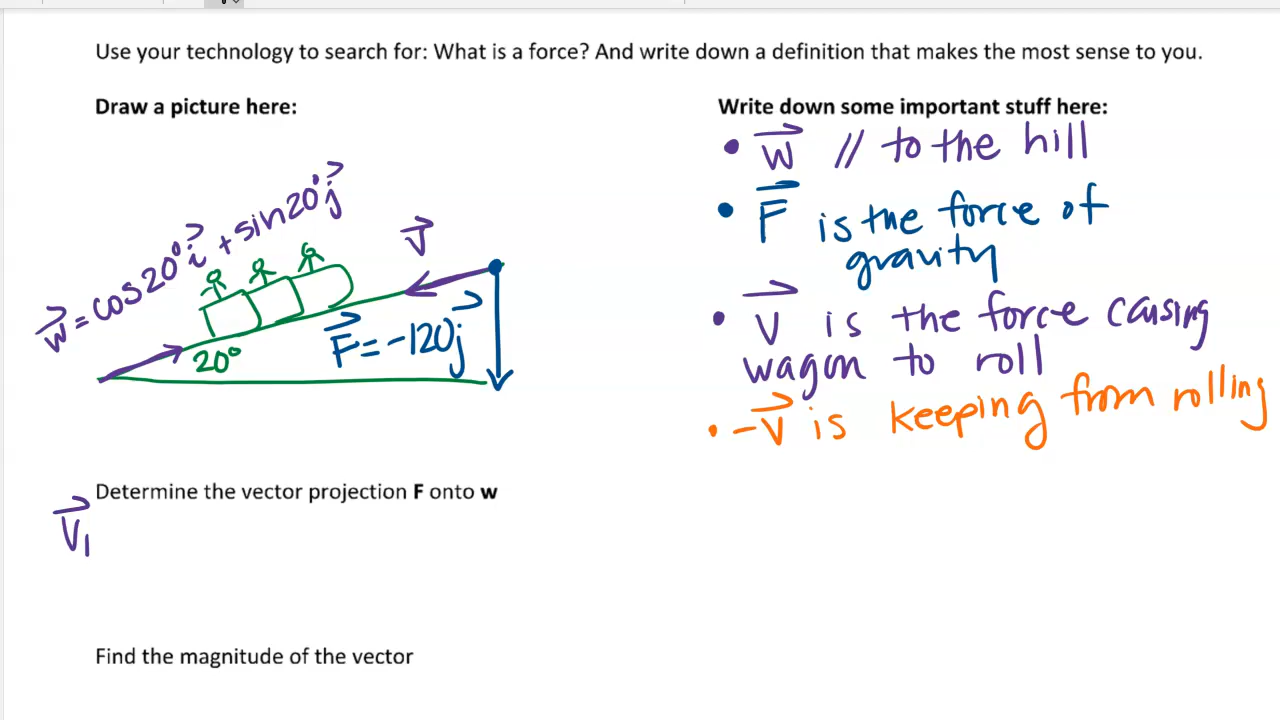 Use your technology to search for: What is a force? And write down a definition that makes the most sense to you.
Draw a picture here:
Write down some important stuff here:
• w⃗ // to the hill
• F⃗ is the force of
gravity
• v⃗ is the force causing
wagon to roll
• -v⃗ is keeping from rolling
w⃗ = cos20° i⃗ + sin20° j⃗
v⃗
20°
F⃗ = -120j⃗
Determine the vector projection F onto w
v⃗₁
Find the magnitude of the vector